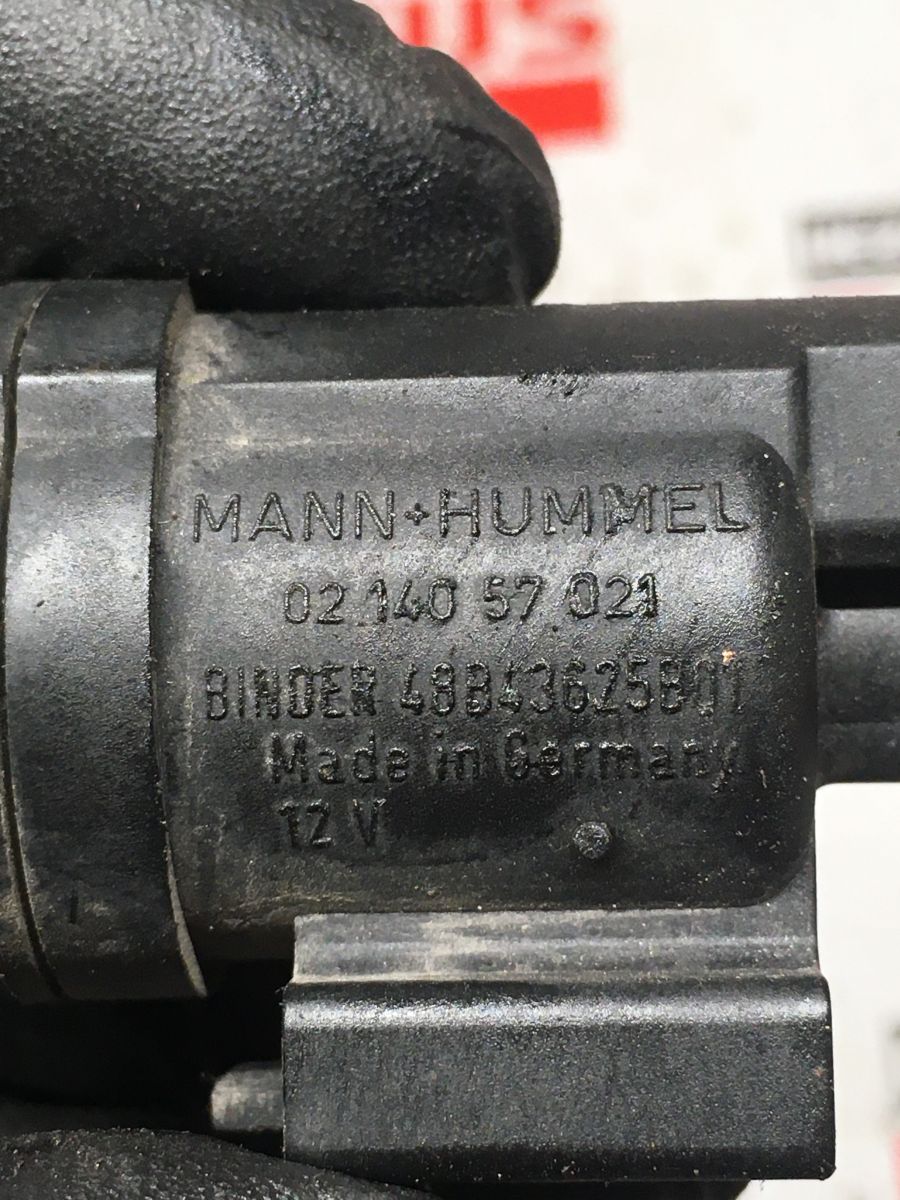 MANN+HUMMEL
02 140 57 021
BINDER 48B43625B01
Made in Germany
12 V